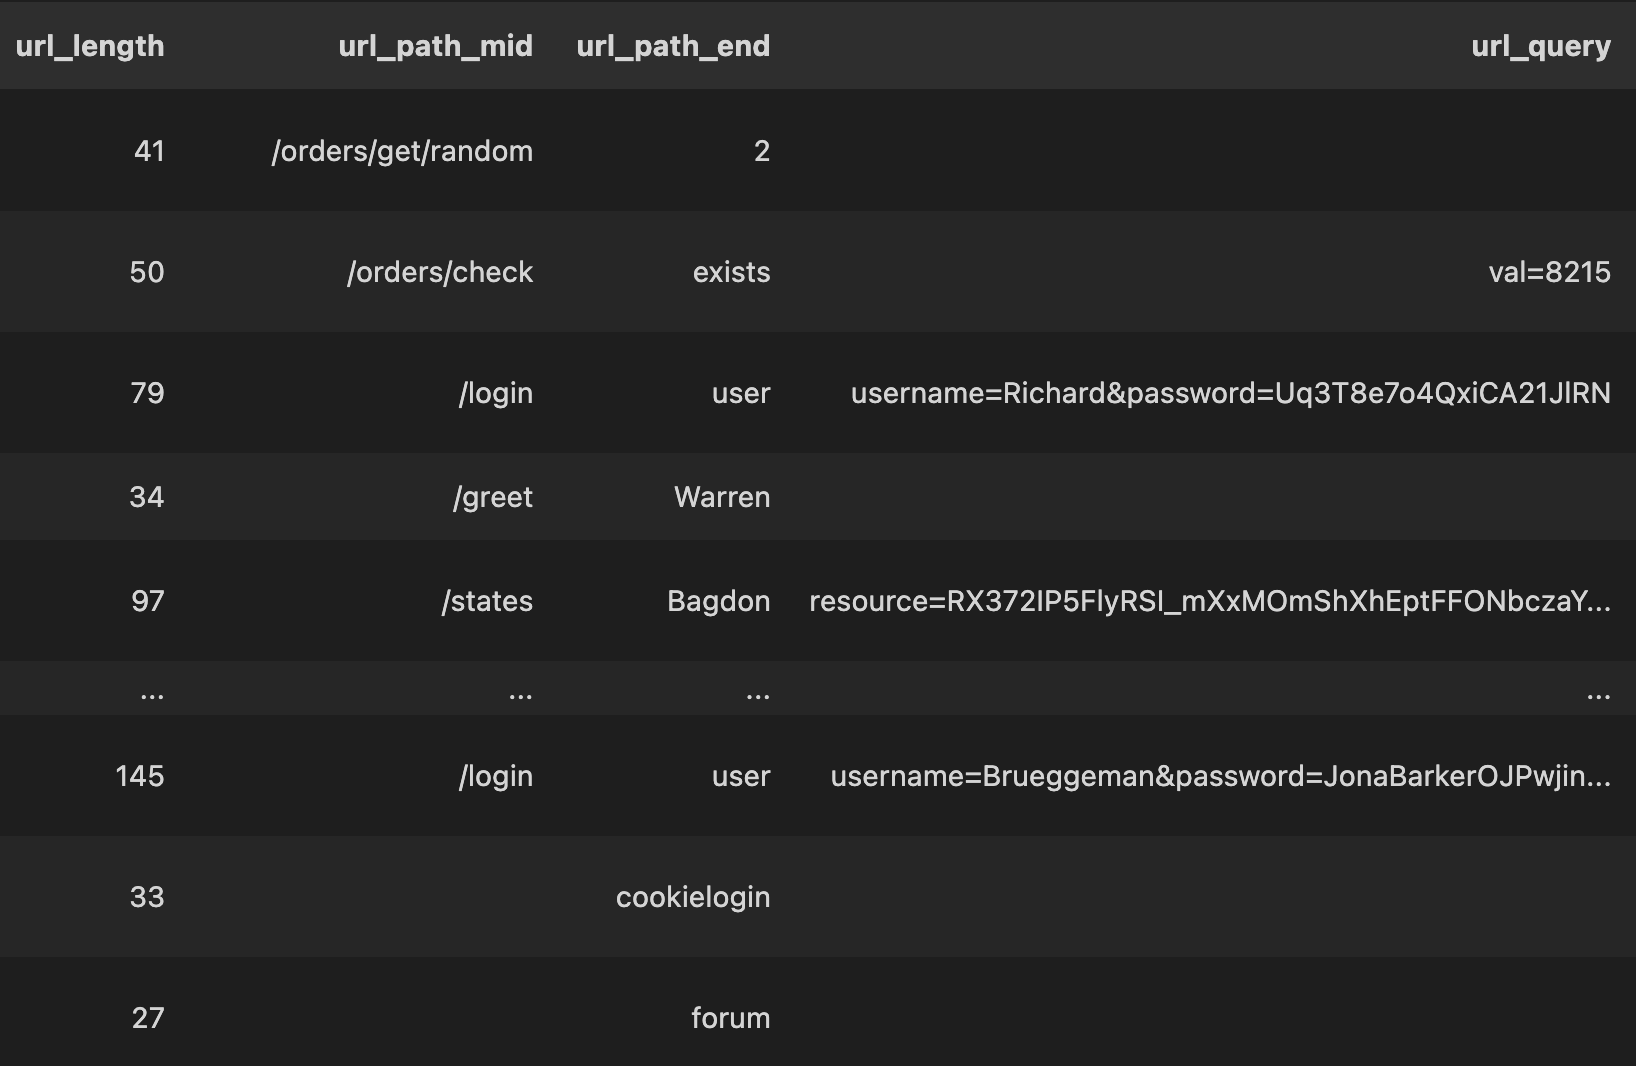 url_length url_path_mid url_path_end url_query
41 /orders/get/random 2
50 /orders/check exists val=8215
79 /login user username=Richard&password=Uq3T8e7o4QxiCA21JlRN
34 /greet Warren
97 /states Bagdon resource=RX372IP5FlyRSI_mXxMOmShXhEptFFONbczaY...
... ... ... ...
145 /login user username=Brueggeman&password=JonaBarkerOJPwjin...
33 cookielogin
27 forum